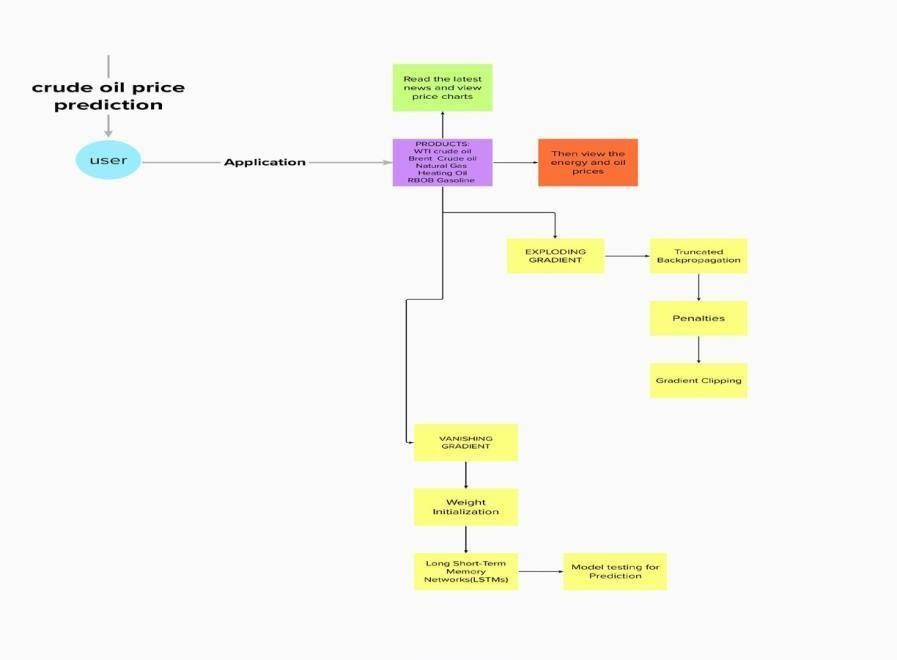 crude oil price
prediction
user
Application
Read the latest
news and view
price charts
PRODUCTS:
WTI crude oil
Brent Crude oil
Natural Gas
Heating Oil
RBOB Gasoline
Then view the
energy and oil
prices
EXPLODING
GRADIENT
Truncated
Backpropagation
Penalties
Gradient Clipping
VANISHING
GRADIENT
Weight
Initialization
Long Short-Term
Memory
Networks(LSTMs)
Model testing for
Prediction